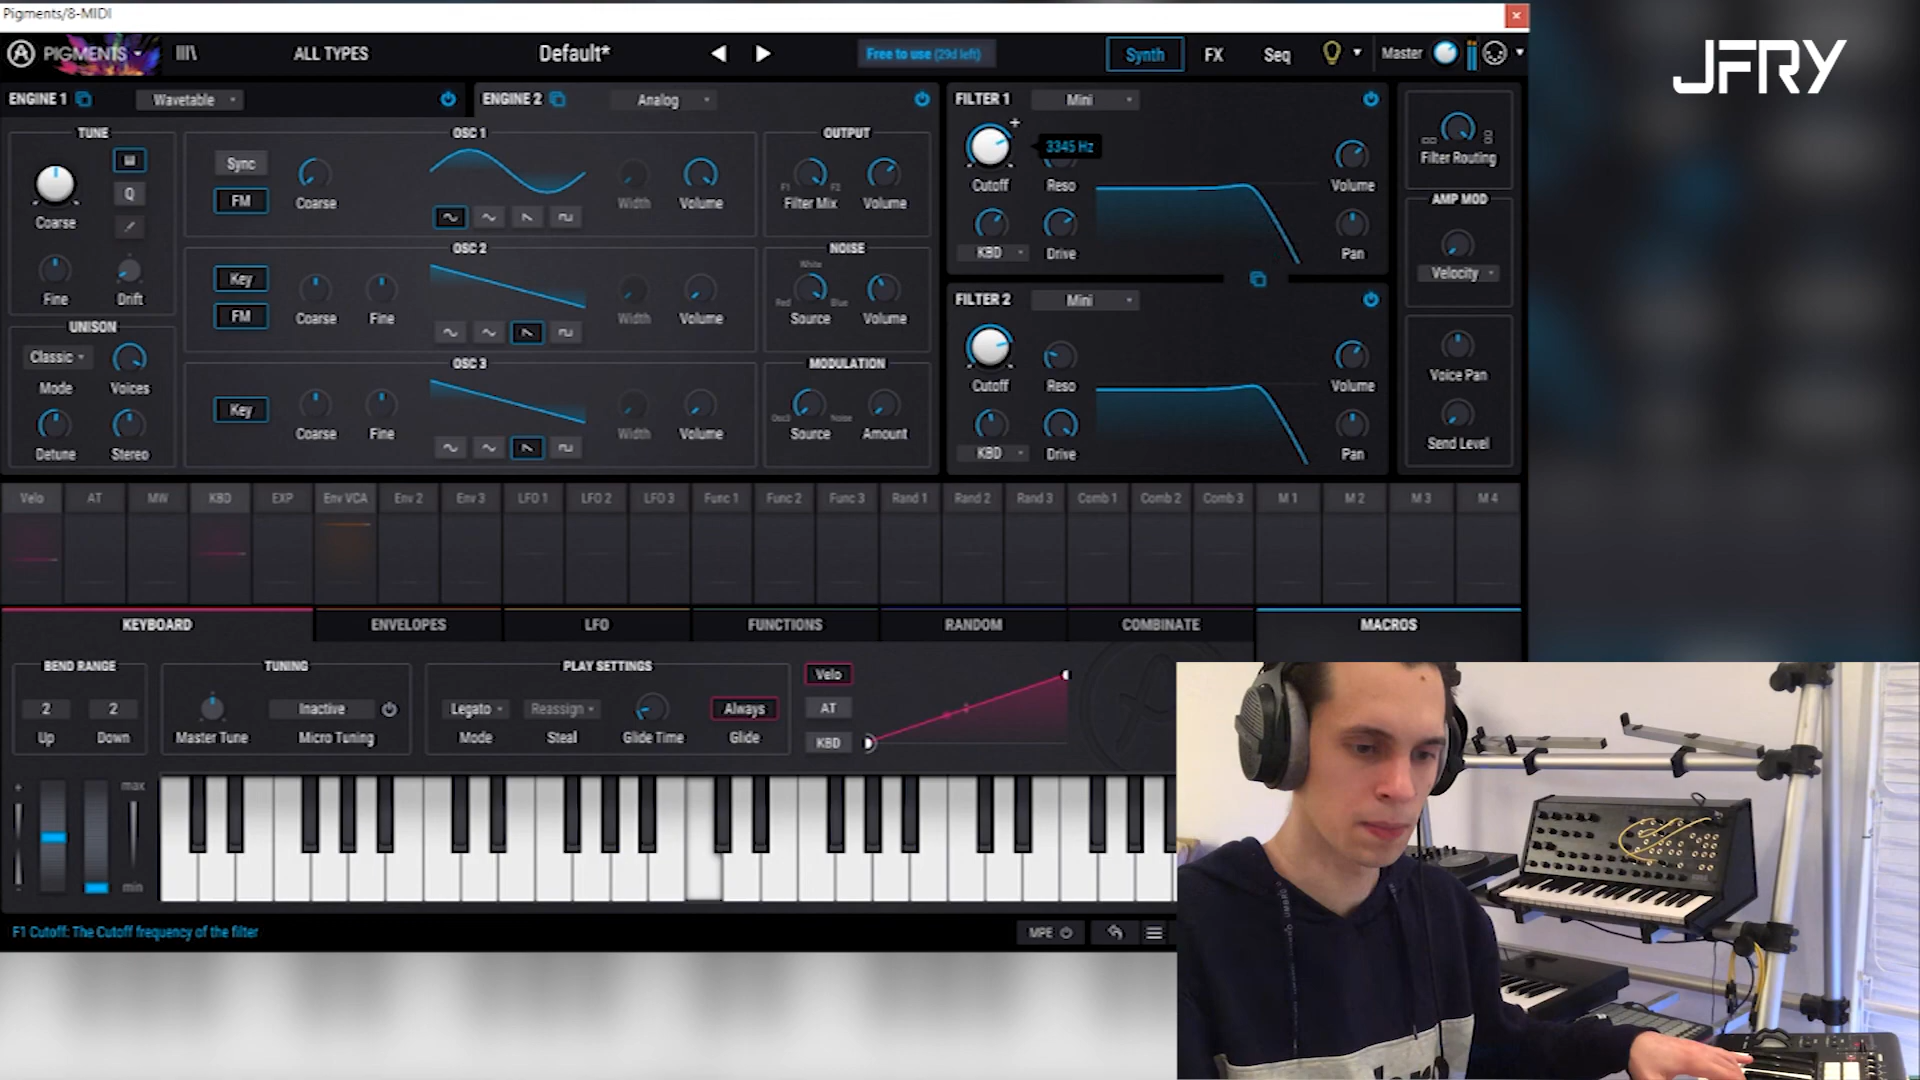 Pigments/8-MIDI
JFRY
PIGMENTS
ALL TYPES
Default*
Free to use (29d left)
Synth
FX
Seq
Master
ENGINE 1
Wavetable
ENGINE 2
Analog
FILTER 1
Mini
TUNE
Coarse
Q
Fine
Drift
UNISON
Classic
Mode
Voices
Detune
Stereo
OSC 1
Sync
FM
Coarse
Width
Volume
OSC 2
Key
FM
Coarse
Fine
Width
Volume
OSC 3
Key
Coarse
Fine
Width
Volume
OUTPUT
F1
F2
Filter Mix
Volume
NOISE
White
Red
Blue
Source
Volume
MODULATION
Osc3
Noise
Source
Amount
3345 Hz
Cutoff
Reso
Volume
KBD
Drive
Pan
FILTER 2
Mini
Cutoff
Reso
Volume
KBD
Drive
Pan
Filter Routing
AMP MOD
Velocity
Voice Pan
Send Level
Velo
AT
MW
KBD
EXP
Env VCA
Env 2
Env 3
LFO 1
LFO 2
LFO 3
Func 1
Func 2
Func 3
Rand 1
Rand 2
Rand 3
Comb 1
Comb 2
Comb 3
M 1
M 2
M 3
M 4
KEYBOARD
ENVELOPES
LFO
FUNCTIONS
RANDOM
COMBINATE
MACROS
BEND RANGE
2
2
Up
Down
TUNING
Inactive
Master Tune
Micro Tuning
PLAY SETTINGS
Legato
Reassign
Always
Mode
Steal
Glide Time
Glide
Velo
AT
KBD
max
min
F1 Cutoff: The Cutoff frequency of the filter
MPE
UMBRO